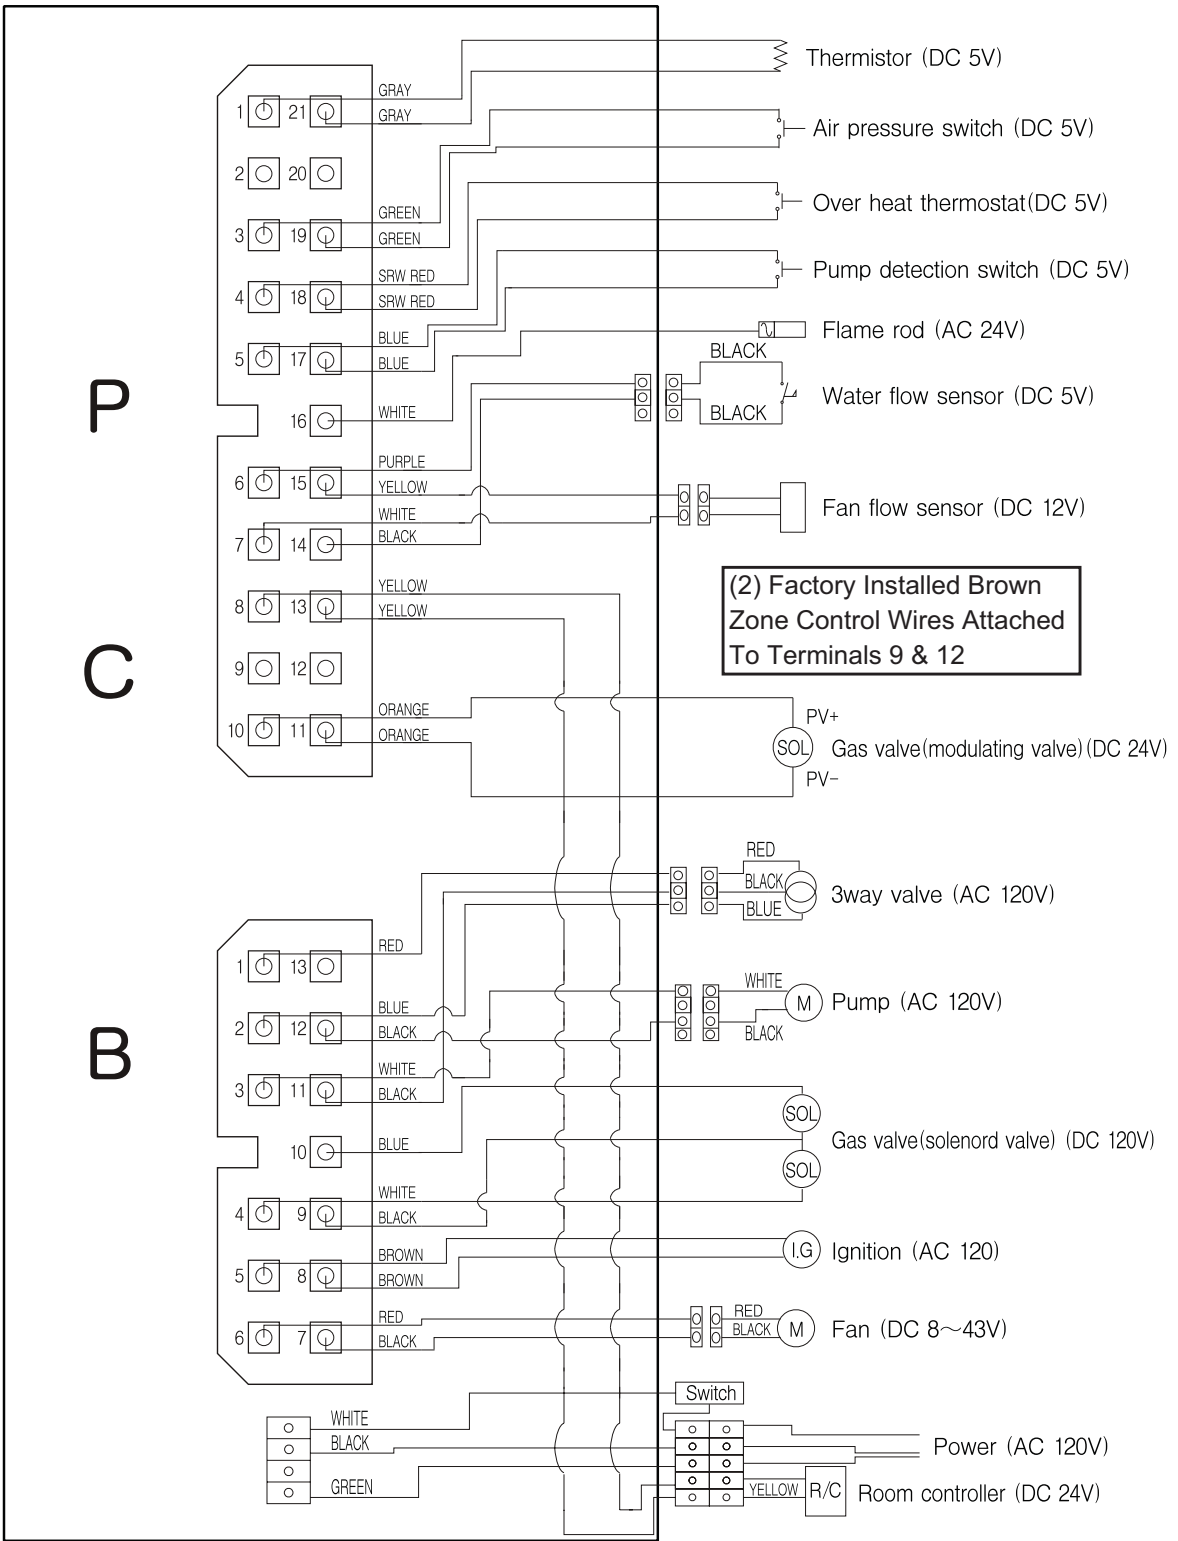 Thermistor (DC 5V)
GRAY
1 21 GRAY
Air pressure switch (DC 5V)
2 20
Over heat thermostat(DC 5V)
GREEN
3 19 GREEN
Pump detection switch (DC 5V)
SRW RED
4 18 SRW RED
Flame rod (AC 24V)
BLUE
5 17 BLUE
BLACK
Water flow sensor (DC 5V)
BLACK
P
16 WHITE
PURPLE
6 15 YELLOW
Fan flow sensor (DC 12V)
WHITE
7 14 BLACK
(2) Factory Installed Brown
Zone Control Wires Attached
To Terminals 9 & 12
YELLOW
8 13 YELLOW
C
9 12
ORANGE
10 11 ORANGE
PV+
SOL Gas valve(modulating valve)(DC 24V)
PV-
RED
BLACK 3way valve (AC 120V)
BLUE
RED
1 13
WHITE
M Pump (AC 120V)
BLACK
BLUE
2 12 BLACK
B
WHITE
3 11 BLACK
SOL
Gas valve(solenord valve) (DC 120V)
SOL
10 BLUE
WHITE
4 9 BLACK
BROWN
5 8 BROWN
I.G Ignition (AC 120)
RED
6 7 BLACK
RED
BLACK M Fan (DC 8~43V)
Switch
WHITE
BLACK
GREEN
Power (AC 120V)
YELLOW R/C Room controller (DC 24V)